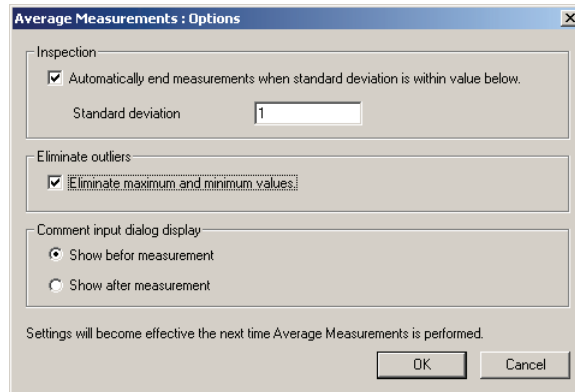 Average Measurements : Options
Inspection
Automatically end measurements when standard deviation is within value below.
Standard deviation 1
Eliminate outliers
Eliminate maximum and minimum values.
Comment input dialog display
Show befor measurement
Show after measurement
Settings will become effective the next time Average Measurements is performed.
OK Cancel